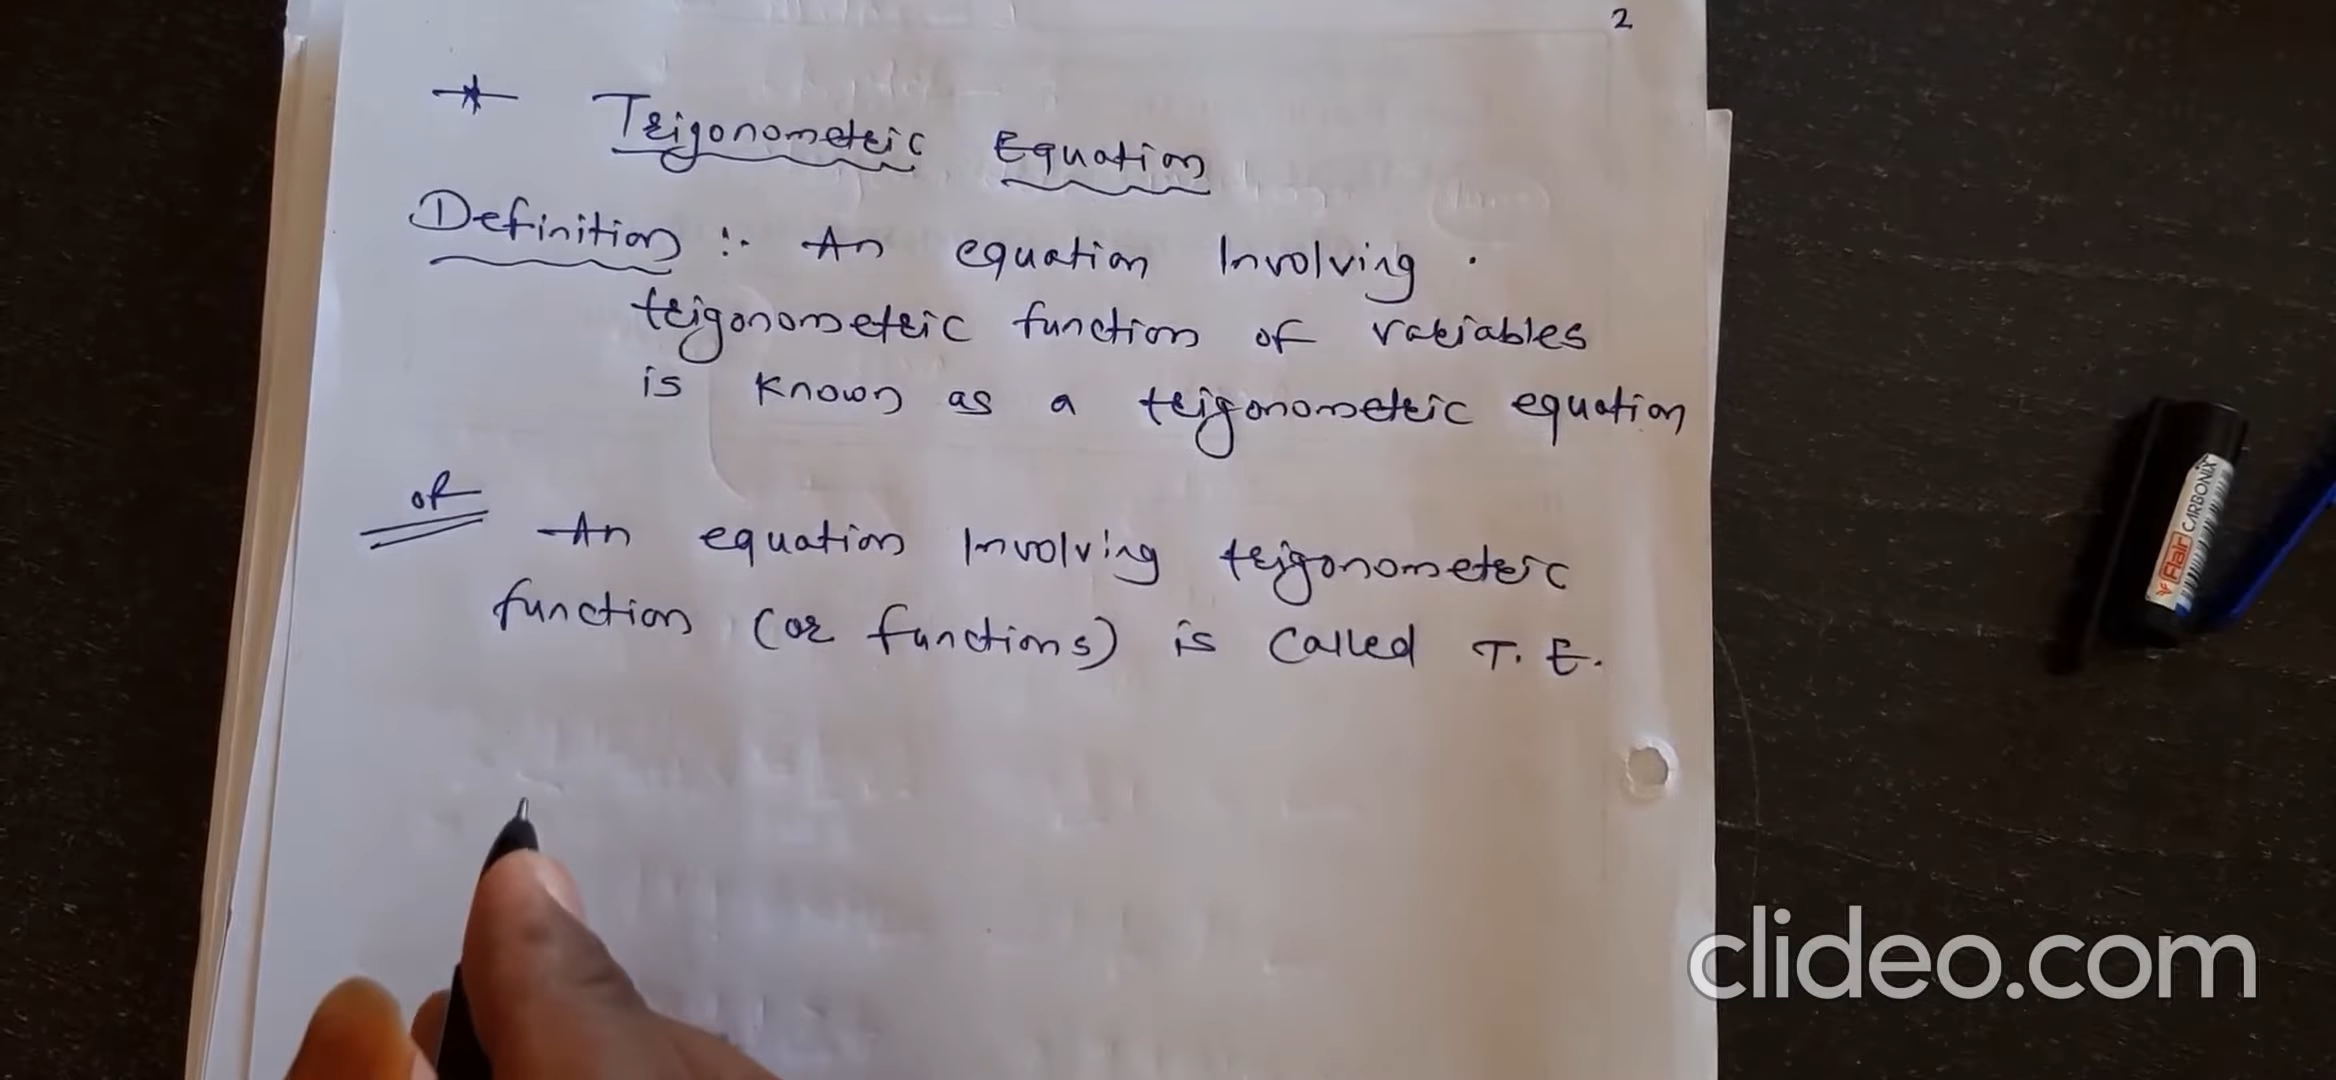 2
* Trigonometric Equation
Definition :- An equation Involving .
trigonometric function of variables
is known as a trigonometric equation
or
An equation Involving trigonometric
function (or functions) is called T.E.
Flair CARBONIX
clideo.com